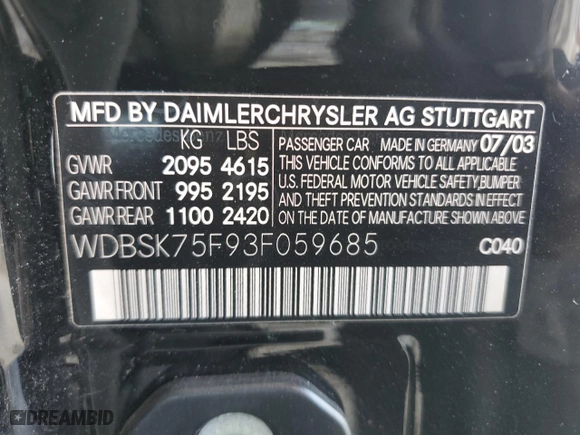 MFD BY DAIMLERCHRYSLER AG STUTTGART
Mercedes-Benz
KG LBS PASSENGER CAR MADE IN GERMANY 07/03
GVWR 2095 4615 THIS VEHICLE CONFORMS TO ALL APPLICABLE
U.S. FEDERAL MOTOR VEHICLE SAFETY, BUMPER
GAWR FRONT 995 2195 AND THEFT PREVENTION STANDARDS IN EFFECT
GAWR REAR 1100 2420 ON THE DATE OF MANUFACTURE SHOWN ABOVE.
WDBSK75F93F059685 C040
DREAMBID